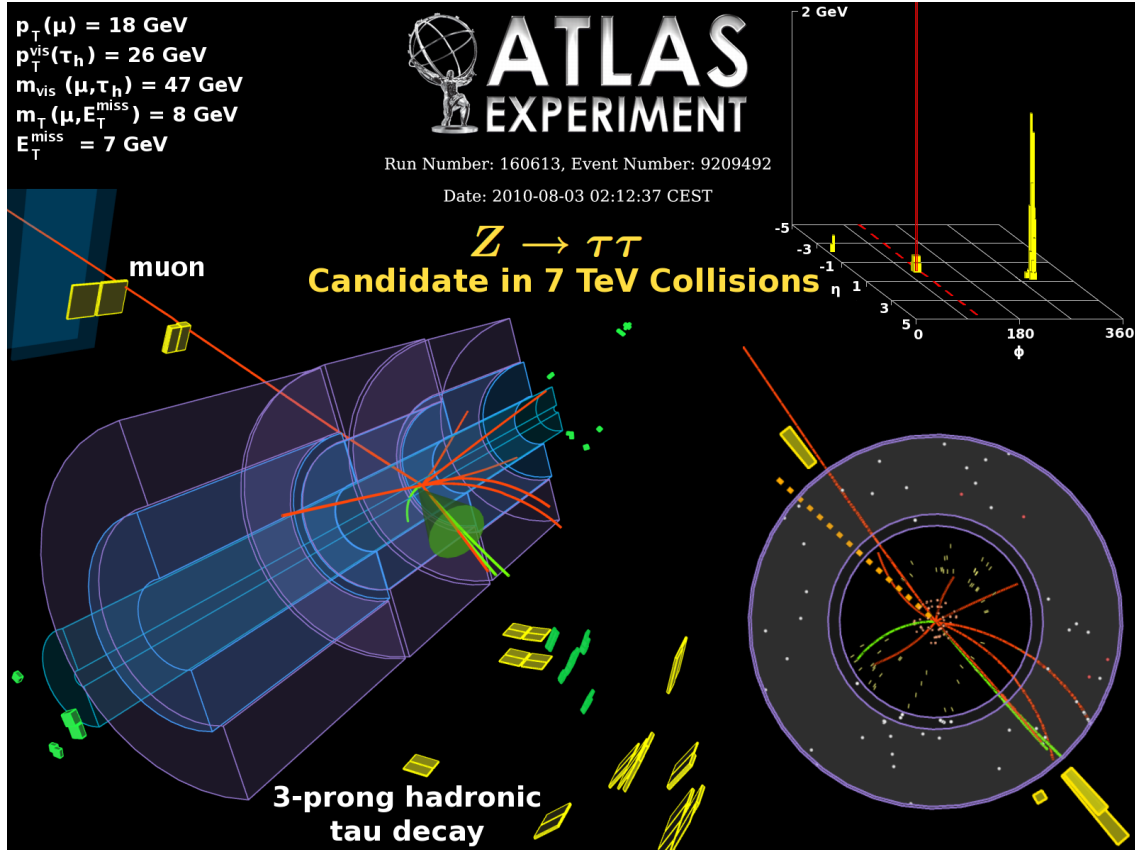 p_T(μ) = 18 GeV
p_T^vis(τ_h) = 26 GeV
m_vis (μ,τ_h) = 47 GeV
m_T(μ,E_T^miss) = 8 GeV
E_T^miss = 7 GeV
ATLAS
EXPERIMENT
Run Number: 160613, Event Number: 9209492
Date: 2010-08-03 02:12:37 CEST
Z → ττ
Candidate in 7 TeV Collisions
2 GeV
-5
-3
-1
1
3
5
η
0
180
360
ϕ
muon
3-prong hadronic
tau decay